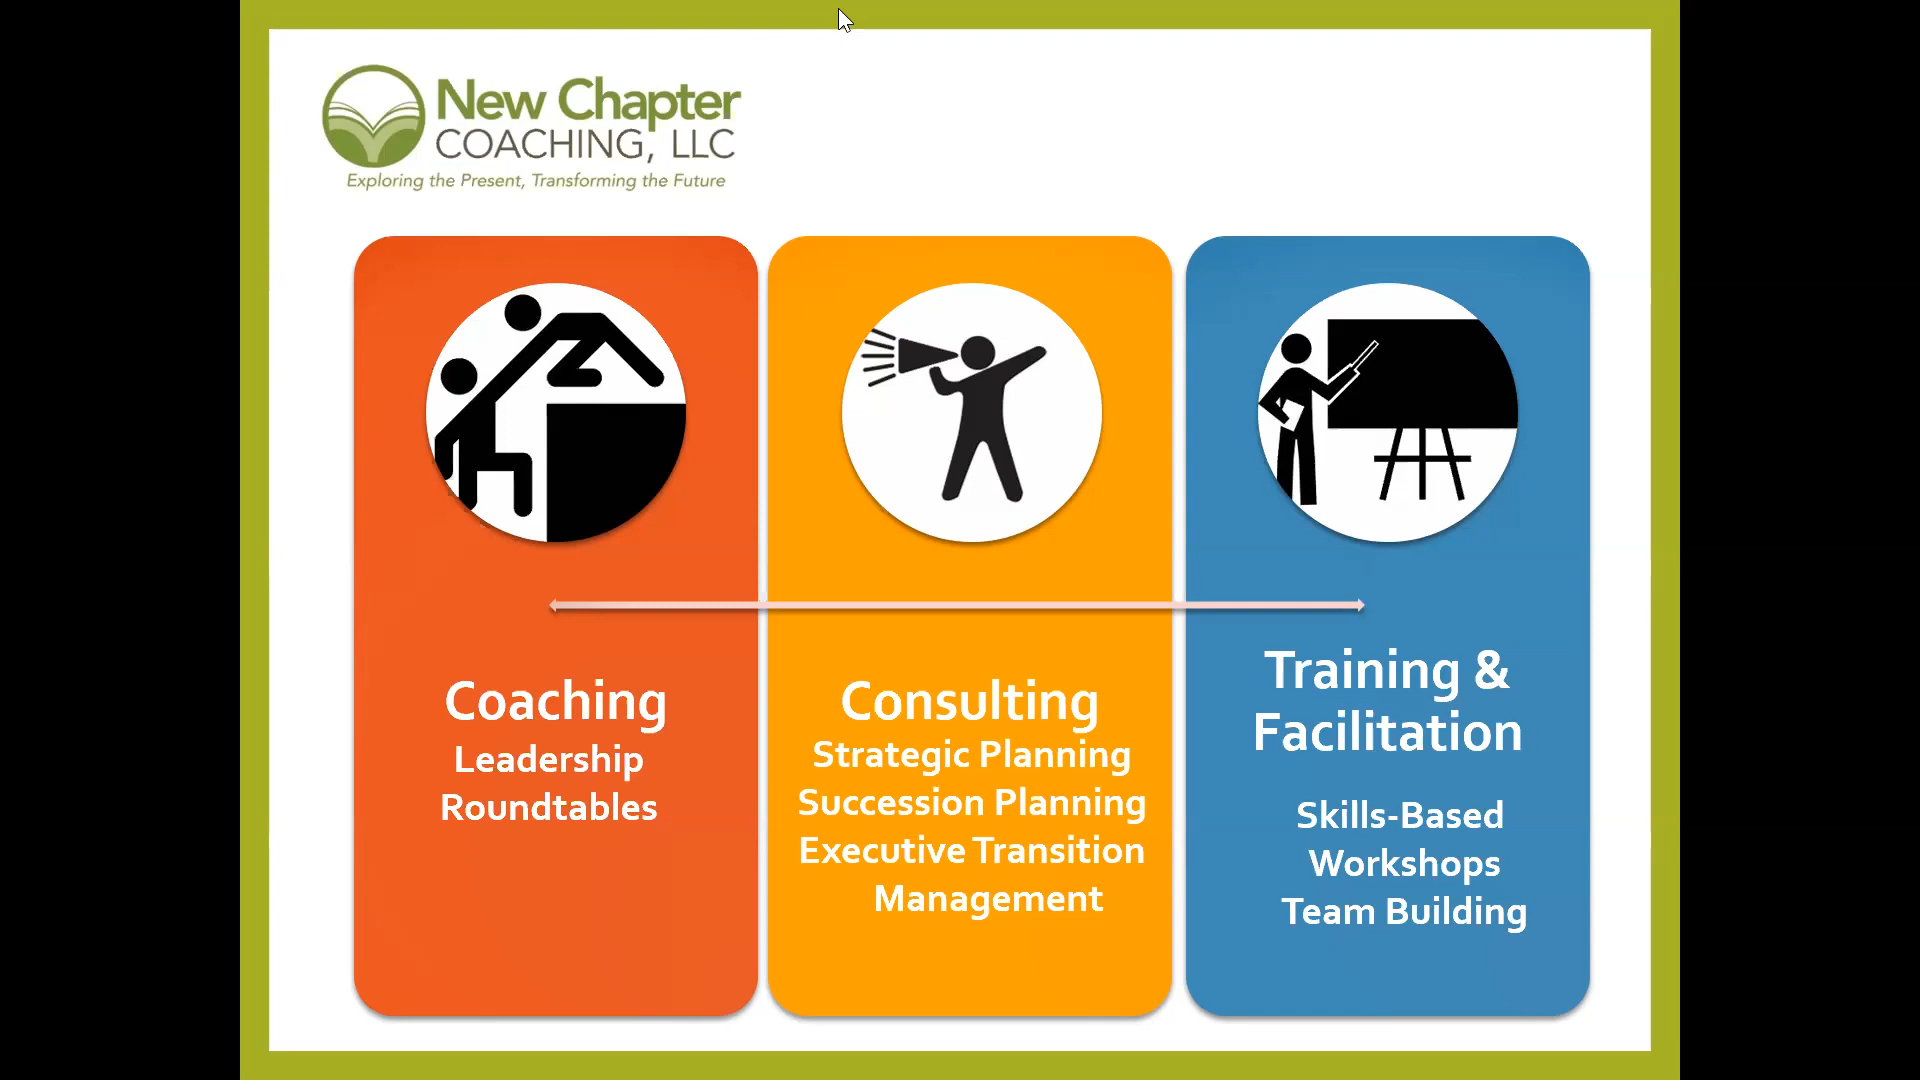 New Chapter
COACHING, LLC
Exploring the Present, Transforming the Future
Coaching
Leadership
Roundtables
Consulting
Strategic Planning
Succession Planning
Executive Transition
Management
Training &
Facilitation
Skills-Based
Workshops
Team Building